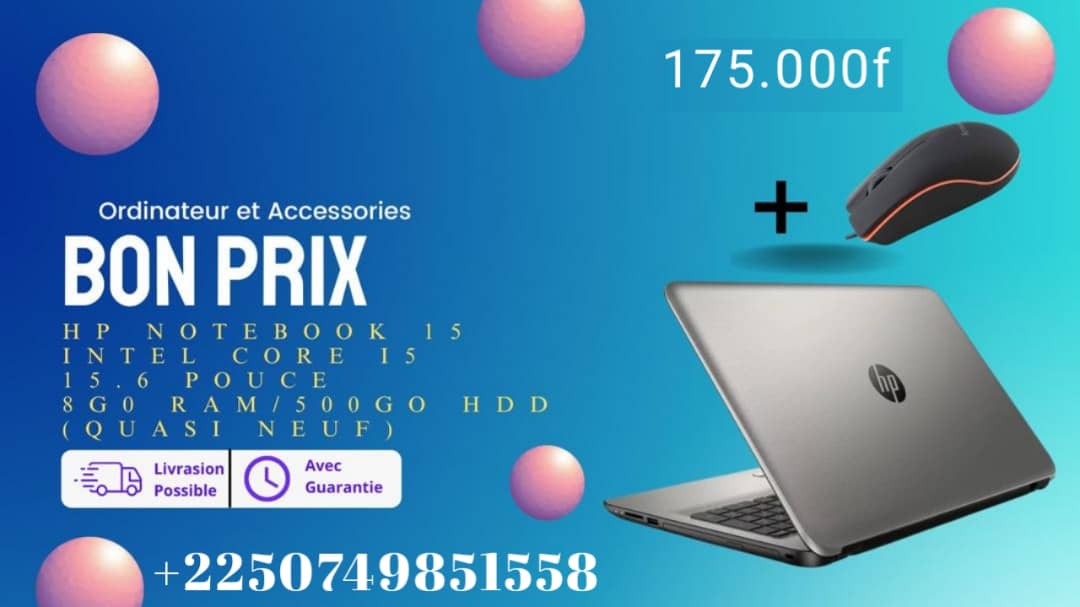 175.000f
+
Ordinateur et Accessories
BON PRIX
HP NOTEBOOK 15
INTEL CORE I5
15.6 POUCE
8G0 RAM/500GO HDD
(QUASI NEUF)
Livrasion
Possible
Avec
Guarantie
hp
+2250749851558